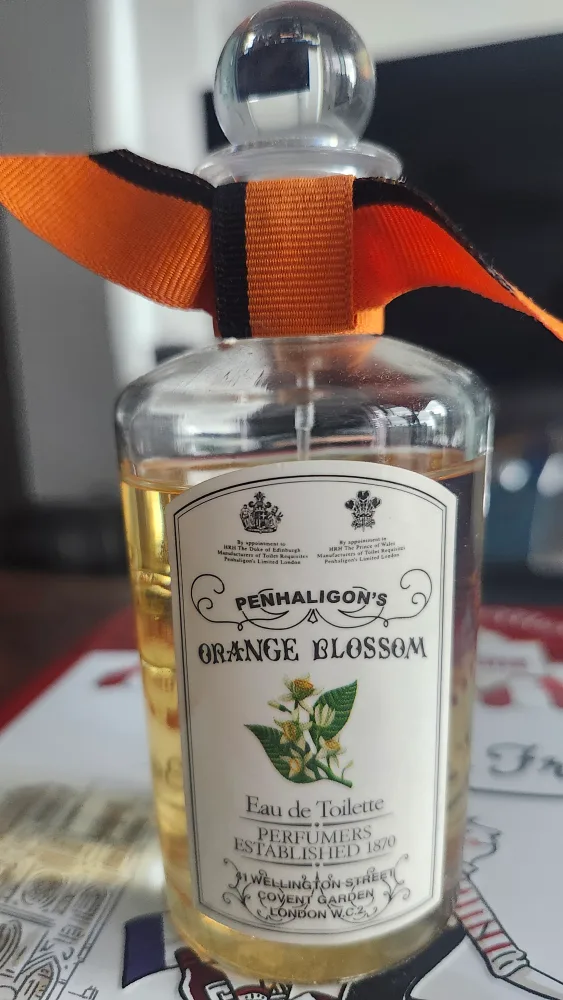 By appointment to
HRH The Duke of Edinburgh
Manufacturers of Toilet Requisites
Penhaligon's Limited London
By appointment to
HRH The Prince of Wales
Manufacturers of Toilet Requisites
Penhaligon's Limited London
PENHALIGON'S
ORANGE BLOSSOM
Eau de Toilette
PERFUMERS
ESTABLISHED 1870
41 WELLINGTON STREET
COVENT GARDEN
LONDON W.C.2.